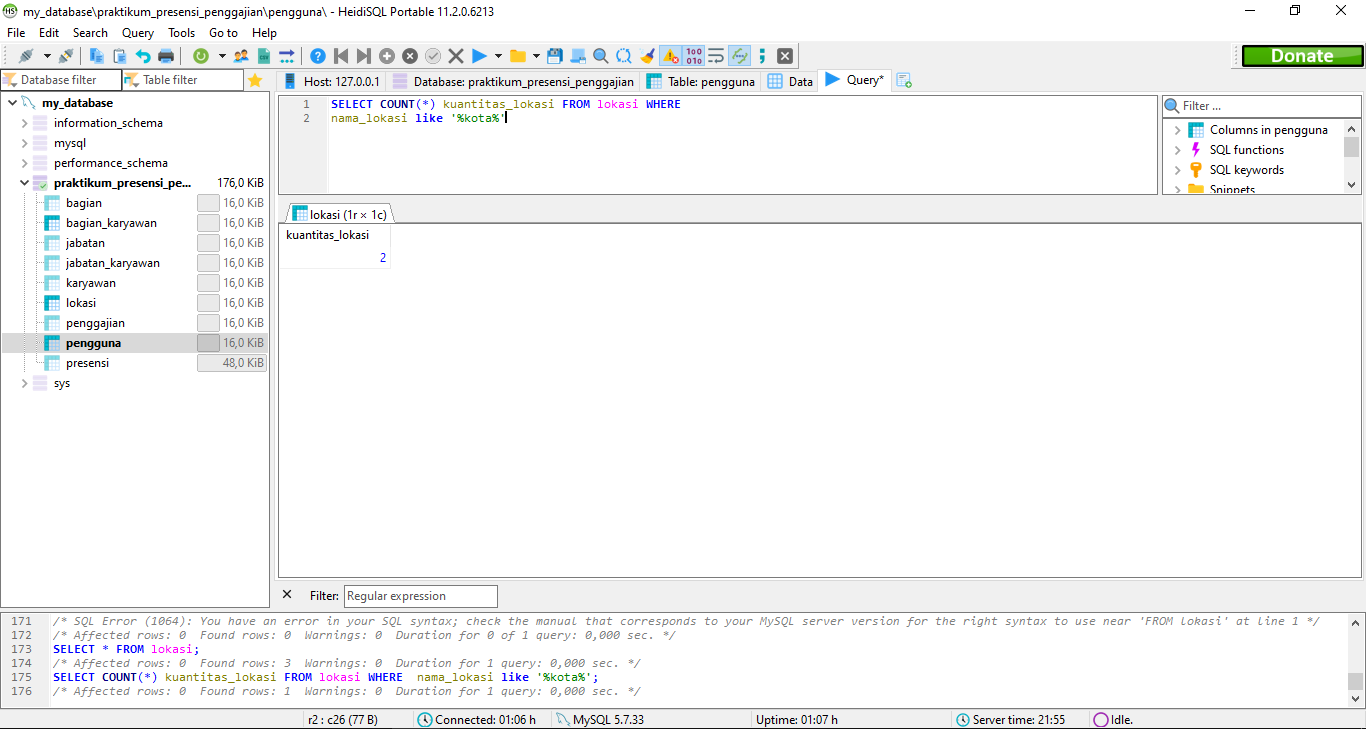 my_database\praktikum_presensi_penggajian\pengguna\ - HeidiSQL Portable 11.2.0.6213
File Edit Search Query Tools Go to Help
Donate
Database filter Table filter
Host: 127.0.0.1 Database: praktikum_presensi_penggajian Table: pengguna Data Query*
my_database
information_schema
mysql
performance_schema
praktikum_presensi_pe... 176,0 KiB
bagian 16,0 KiB
bagian_karyawan 16,0 KiB
jabatan 16,0 KiB
jabatan_karyawan 16,0 KiB
karyawan 16,0 KiB
lokasi 16,0 KiB
penggajian 16,0 KiB
pengguna 16,0 KiB
presensi 48,0 KiB
sys
1 SELECT COUNT(*) kuantitas_lokasi FROM lokasi WHERE
2 nama_lokasi like '%kota%'
Filter ...
Columns in pengguna
SQL functions
SQL keywords
Snippets
lokasi (1r × 1c)
kuantitas_lokasi
2
Filter: Regular expression
171 /* SQL Error (1064): You have an error in your SQL syntax; check the manual that corresponds to your MySQL server version for the right syntax to use near 'FROM lokasi' at line 1 */
172 /* Affected rows: 0 Found rows: 0 Warnings: 0 Duration for 0 of 1 query: 0,000 sec. */
173 SELECT * FROM lokasi;
174 /* Affected rows: 0 Found rows: 3 Warnings: 0 Duration for 1 query: 0,000 sec. */
175 SELECT COUNT(*) kuantitas_lokasi FROM lokasi WHERE nama_lokasi like '%kota%';
176 /* Affected rows: 0 Found rows: 1 Warnings: 0 Duration for 1 query: 0,000 sec. */
r2 : c26 (77 B) Connected: 01:06 h MySQL 5.7.33 Uptime: 01:07 h Server time: 21:55 Idle.